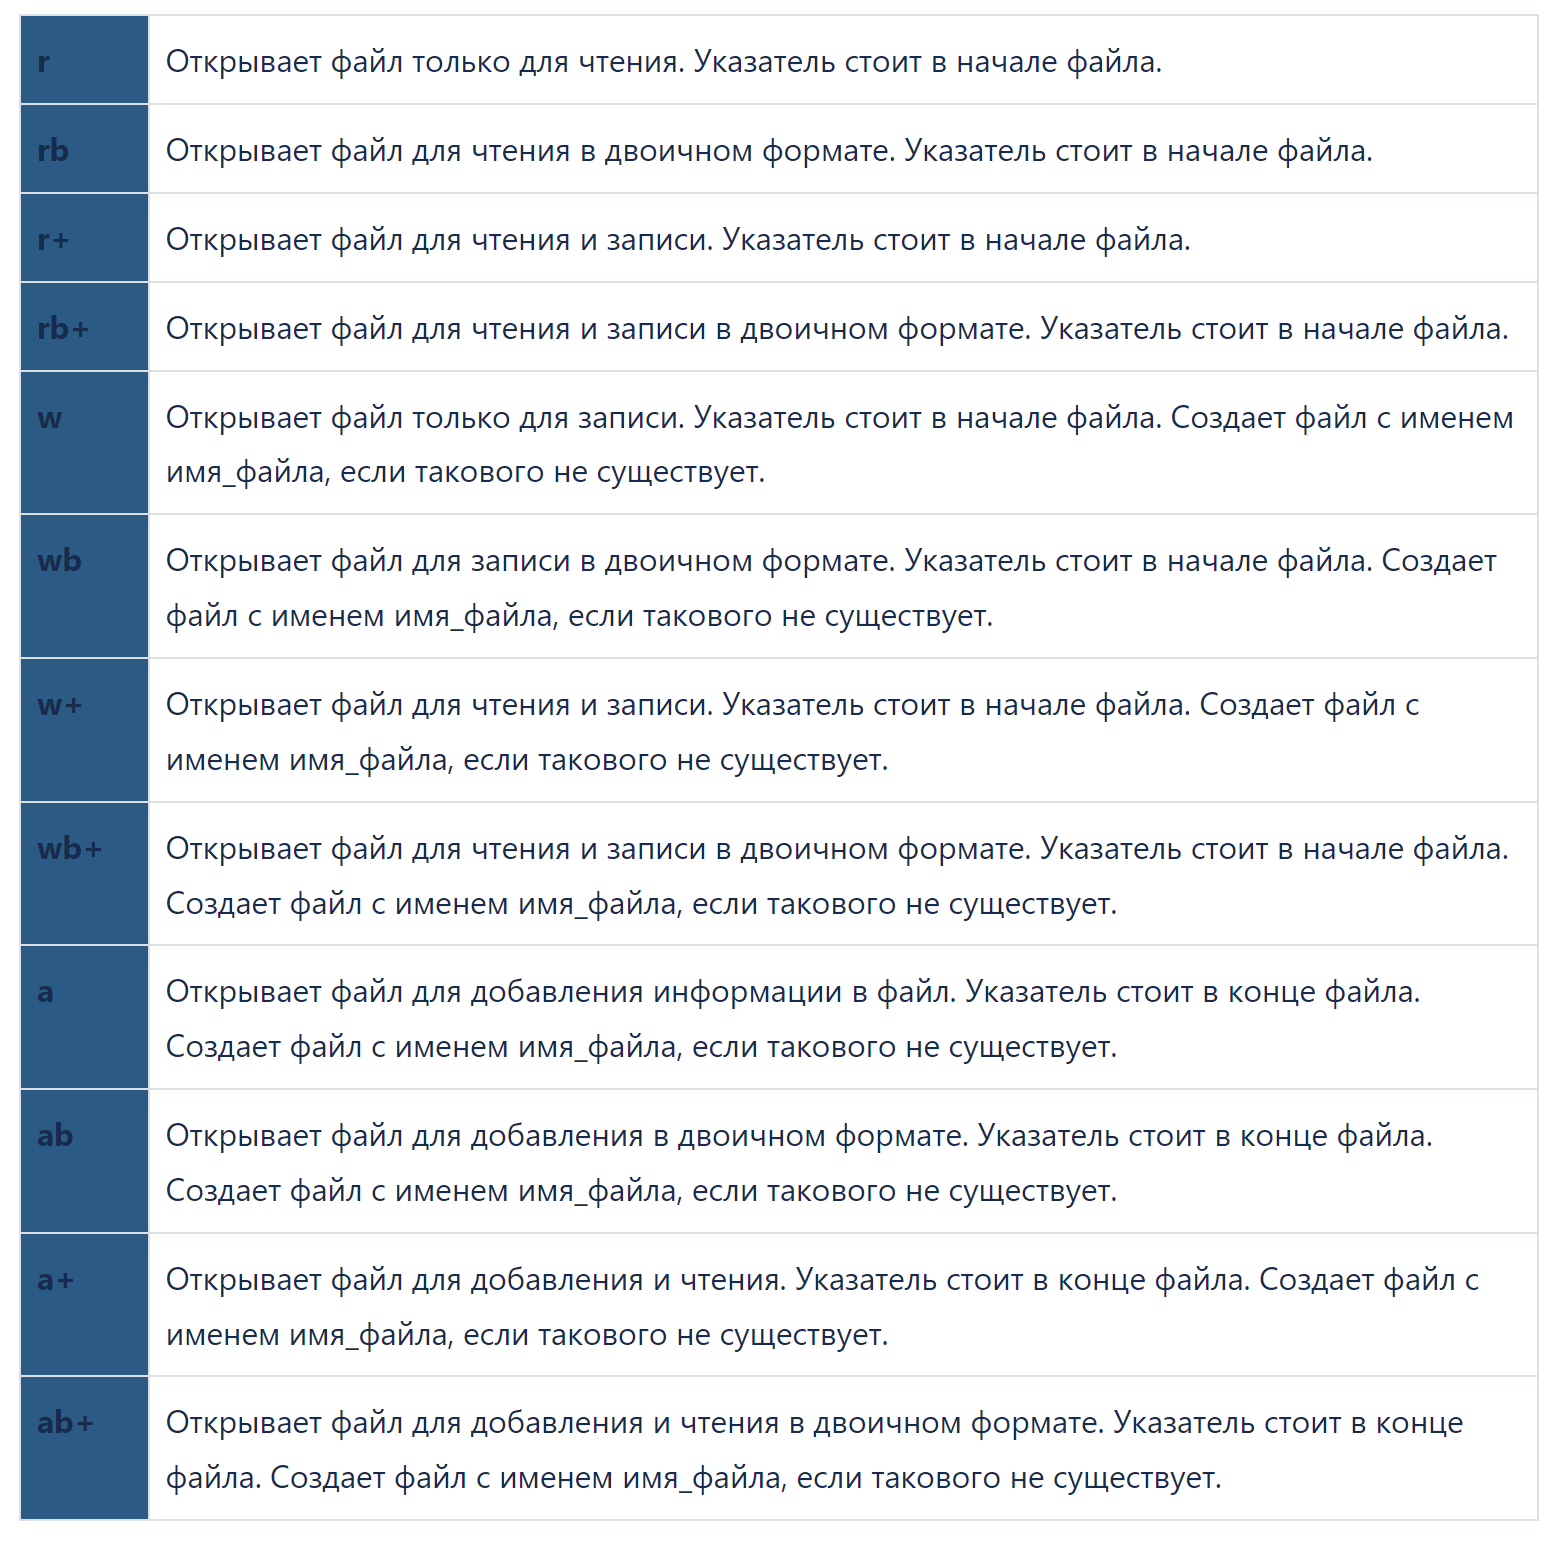 r Открывает файл только для чтения. Указатель стоит в начале файла.
rb Открывает файл для чтения в двоичном формате. Указатель стоит в начале файла.
r+ Открывает файл для чтения и записи. Указатель стоит в начале файла.
rb+ Открывает файл для чтения и записи в двоичном формате. Указатель стоит в начале файла.
w Открывает файл только для записи. Указатель стоит в начале файла. Создает файл с именем
имя_файла, если такового не существует.
wb Открывает файл для записи в двоичном формате. Указатель стоит в начале файла. Создает
файл с именем имя_файла, если такового не существует.
w+ Открывает файл для чтения и записи. Указатель стоит в начале файла. Создает файл с
именем имя_файла, если такового не существует.
wb+ Открывает файл для чтения и записи в двоичном формате. Указатель стоит в начале файла.
Создает файл с именем имя_файла, если такового не существует.
a Открывает файл для добавления информации в файл. Указатель стоит в конце файла.
Создает файл с именем имя_файла, если такового не существует.
ab Открывает файл для добавления в двоичном формате. Указатель стоит в конце файла.
Создает файл с именем имя_файла, если такового не существует.
a+ Открывает файл для добавления и чтения. Указатель стоит в конце файла. Создает файл с
именем имя_файла, если такового не существует.
ab+ Открывает файл для добавления и чтения в двоичном формате. Указатель стоит в конце
файла. Создает файл с именем имя_файла, если такового не существует.